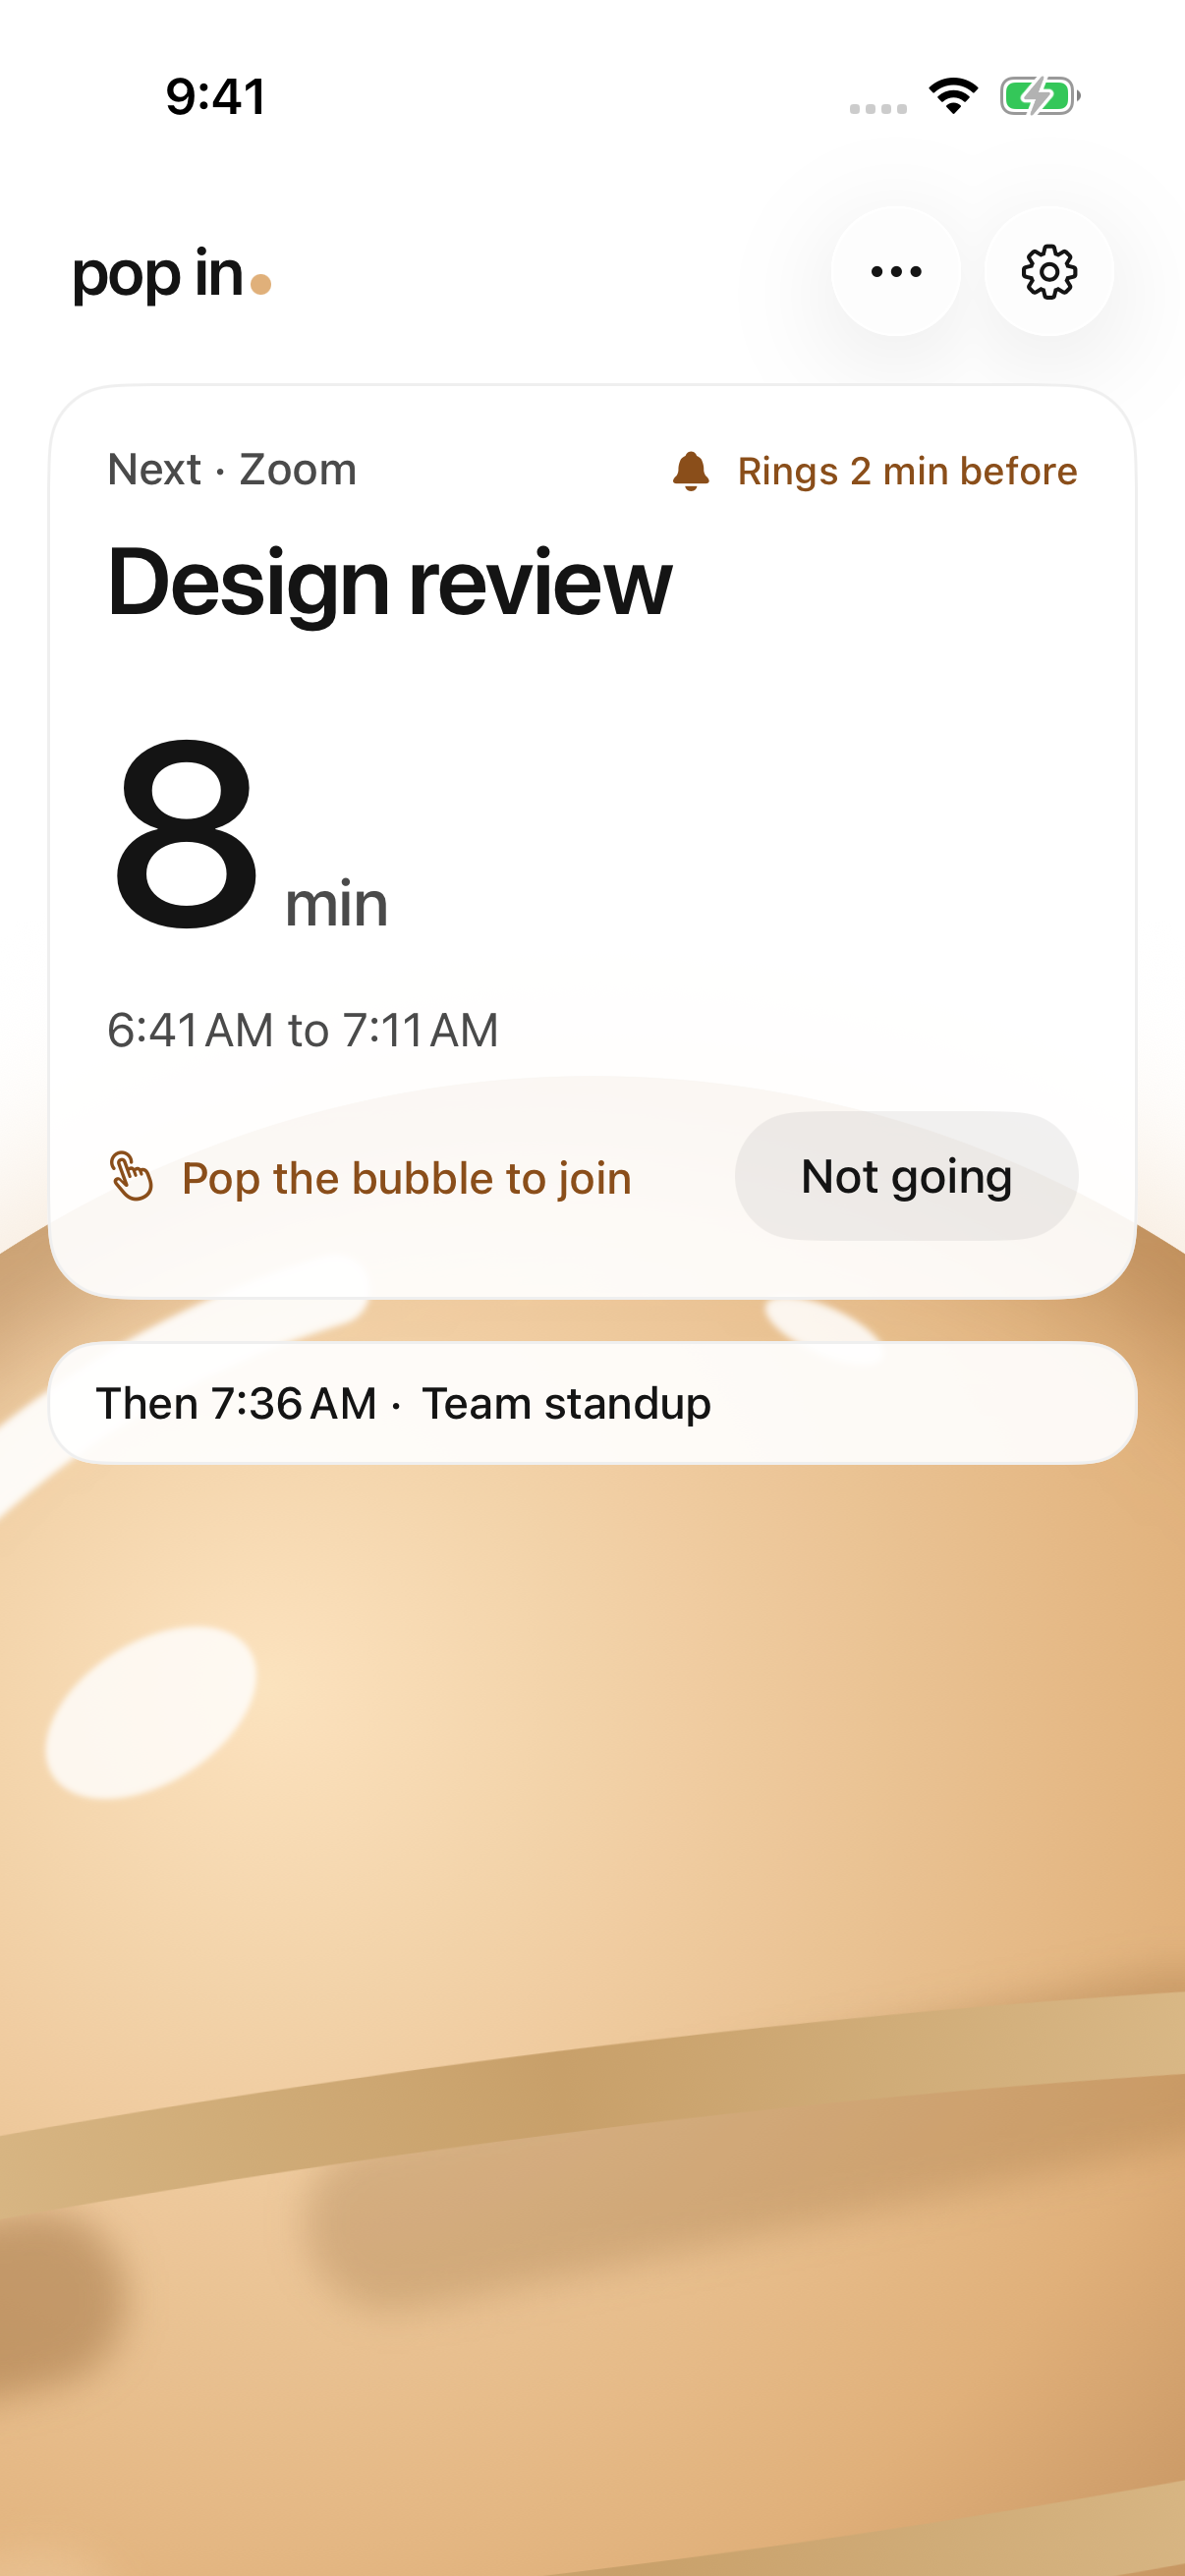 9:41
pop in
Next · Zoom
Rings 2 min before
Design review
8 min
6:41 AM to 7:11 AM
Pop the bubble to join
Not going
Then 7:36 AM · Team standup